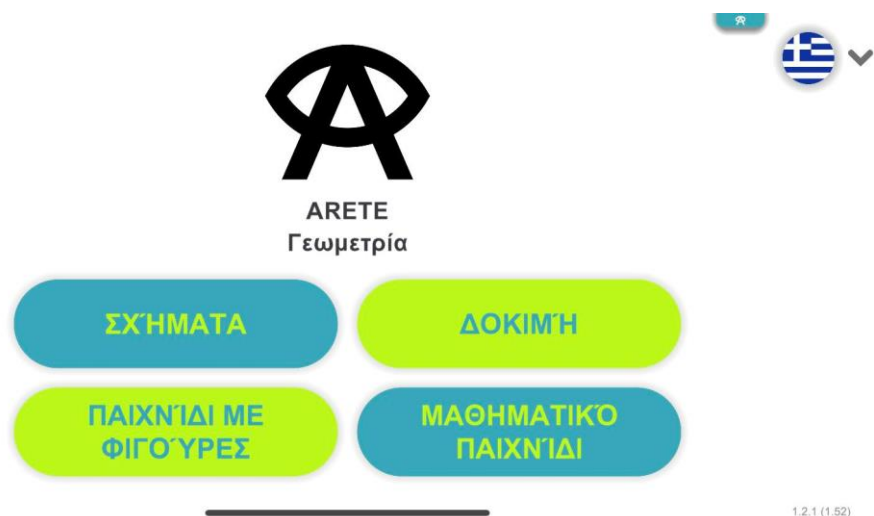 ARETE
Γεωμετρία
ΣΧΉΜΑΤΑ
ΔΟΚΙΜΉ
ΠΑΙΧΝΊΔΙ ΜΕ
ΦΙΓΟΎΡΕΣ
ΜΑΘΗΜΑΤΙΚΌ
ΠΑΙΧΝΊΔΙ
1.2.1 (1.52)